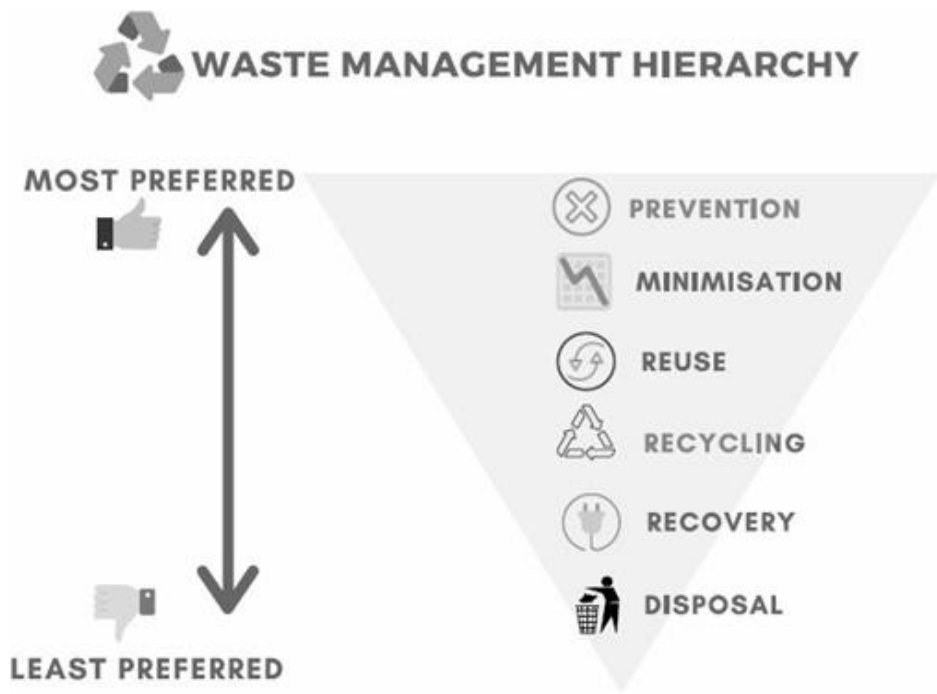 WASTE MANAGEMENT HIERARCHY
MOST PREFERRED
PREVENTION
MINIMISATION
REUSE
RECYCLING
RECOVERY
DISPOSAL
LEAST PREFERRED